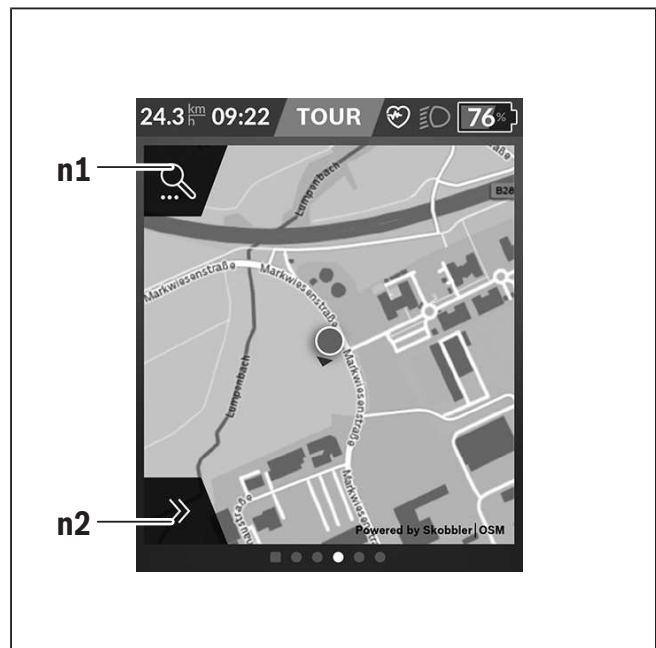 24.3 km/h 09:22 TOUR 76%
n1
Lumpenbach
B28
Markwiesenstraße
Markwiesenstraße
Markwiesenstraße
Lumpenbach
Markwiesenstraße
n2
Powered by Skobbler | OSM